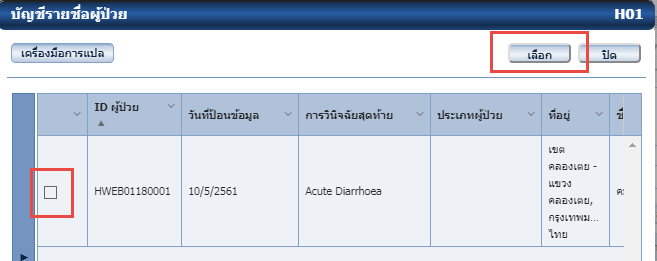 บัญชีรายชื่อผู้ป่วย H01
เครื่องมือการแปล เลือก ปิด
ID ผู้ป่วย วันที่ป้อนข้อมูล การวินิจฉัยสุดท้าย ประเภทผู้ป่วย ที่อยู่
HWEB01180001 10/5/2561 Acute Diarrhoea
เขต
คลองเตย -
แขวง
คลองเตย,
กรุงเทพม...
ไทย